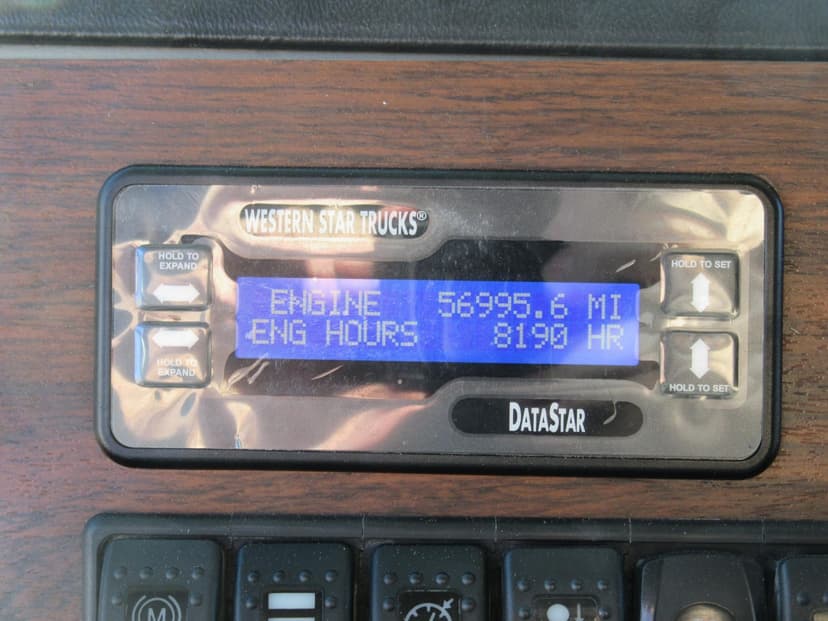 WESTERN STAR TRUCKS®
HOLD TO
EXPAND
HOLD TO SET
ENGINE 56995.6 MI
ENG HOURS 8190 HR
HOLD TO
EXPAND
HOLD TO SET
DATASTAR
M